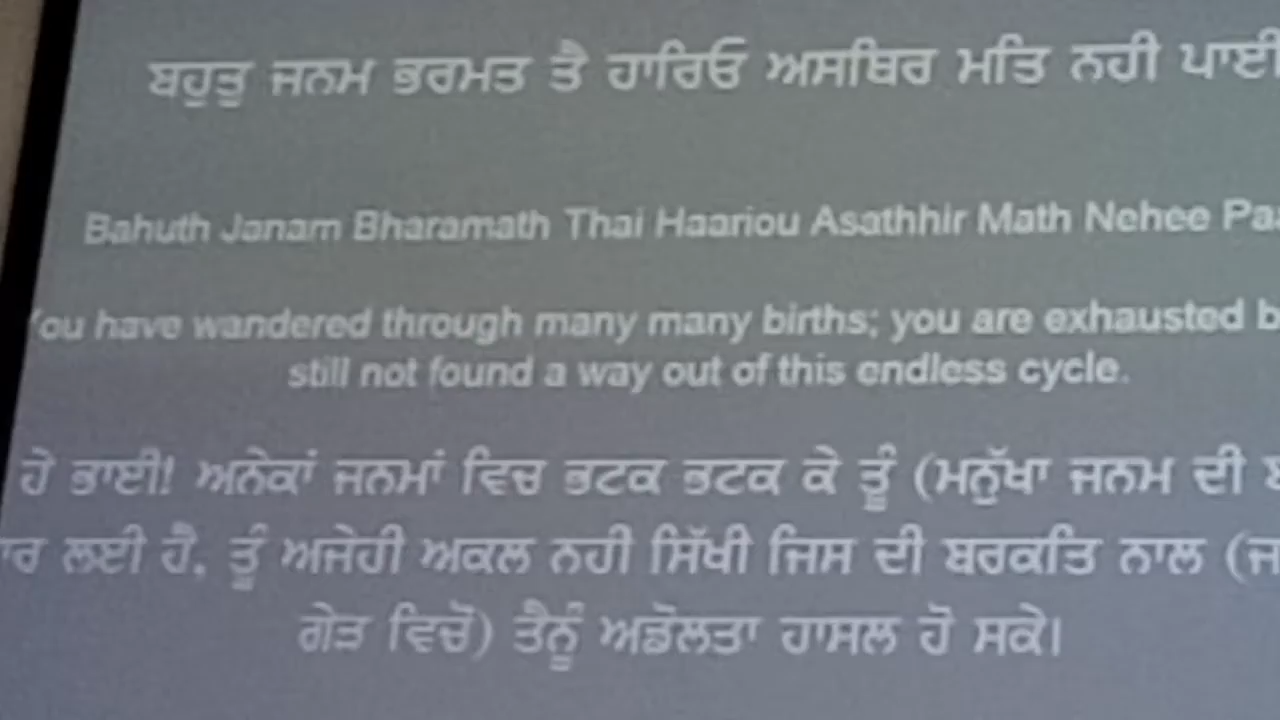 ਬਹੁਤੁ ਜਨਮ ਭਰਮਤ ਤੈ ਹਾਰਿਓ ਅਸਥਿਰ ਮਤਿ ਨਹੀ ਪਾਈ
Bahuth Janam Bharamath Thai Haariou Asathhir Math Nehee
have wandered through many many births; you are exhausted
still not found a way out of this endless cycle.
ਹੇ ਭਾਈ! ਅਨੇਕਾਂ ਜਨਮਾਂ ਵਿਚ ਭਟਕ ਭਟਕ ਕੇ ਤੂੰ (ਮਨੁੱਖਾ ਜਨਮ ਦੀ
ਲਈ ਹੈ, ਤੂੰ ਅਜੇਹੀ ਅਕਲ ਨਹੀ ਸਿੱਖੀ ਜਿਸ ਦੀ ਬਰਕਤਿ ਨਾਲ
ਗੇੜ ਵਿਚੋਂ) ਤੈਨੂੰ ਅਡੋਲਤਾ ਹਾਸਲ ਹੋ ਸਕੇ।